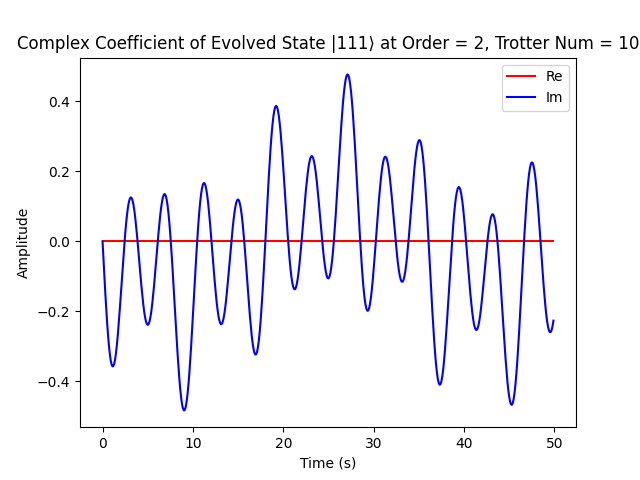 Complex Coefficient of Evolved State |111⟩ at Order = 2, Trotter Num = 10
Re
Im
0.4
0.2
0.0
−0.2
−0.4
Amplitude
0
10
20
30
40
50
Time (s)